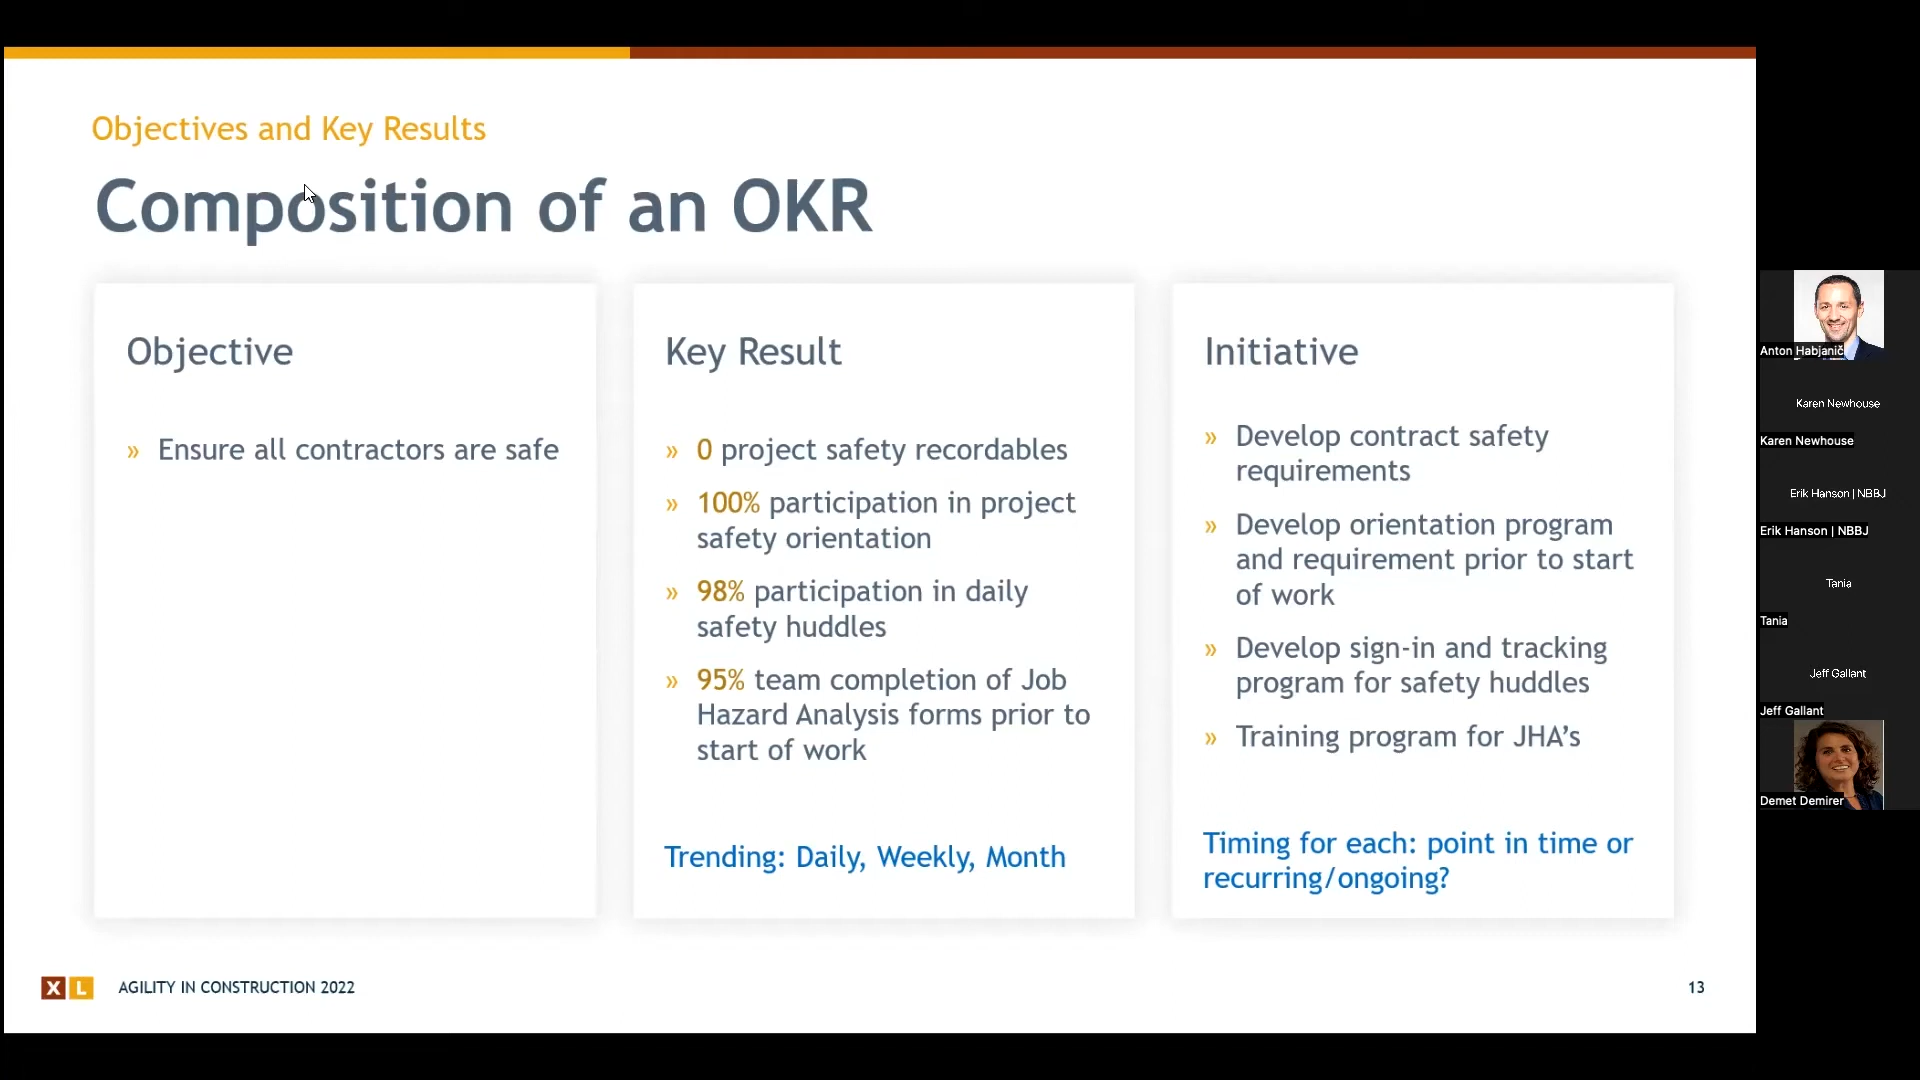 Objectives and Key Results
Composition of an OKR
Objective
» Ensure all contractors are safe
Key Result
» 0 project safety recordables
» 100% participation in project
safety orientation
» 98% participation in daily
safety huddles
» 95% team completion of Job
Hazard Analysis forms prior to
start of work
Trending: Daily, Weekly, Month
Initiative
» Develop contract safety
requirements
» Develop orientation program
and requirement prior to start
of work
» Develop sign-in and tracking
program for safety huddles
» Training program for JHA’s
Timing for each: point in time or
recurring/ongoing?
XL AGILITY IN CONSTRUCTION 2022
13
Anton Habjanič
Karen Newhouse
Karen Newhouse
Erik Hanson | NBBJ
Erik Hanson | NBBJ
Tania
Tania
Jeff Gallant
Jeff Gallant
Demet Demirer